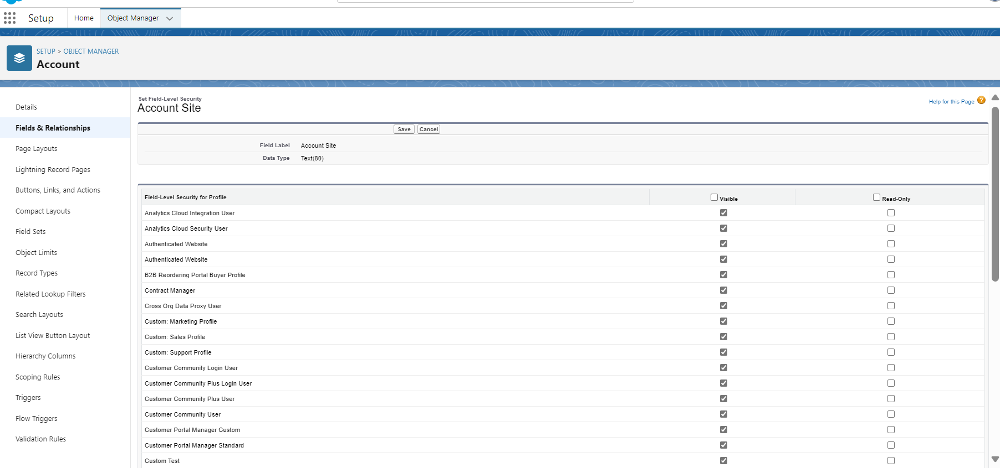 Setup
Home
Object Manager
SETUP > OBJECT MANAGER
Account
Details
Fields & Relationships
Page Layouts
Lightning Record Pages
Buttons, Links, and Actions
Compact Layouts
Field Sets
Object Limits
Record Types
Related Lookup Filters
Search Layouts
List View Button Layout
Hierarchy Columns
Scoping Rules
Triggers
Flow Triggers
Validation Rules
Set Field-Level Security
Account Site
Help for this Page ?
Save Cancel
Field Label Account Site
Data Type Text(80)
Field-Level Security for Profile Visible Read-Only
Analytics Cloud Integration User
Analytics Cloud Security User
Authenticated Website
Authenticated Website
B2B Reordering Portal Buyer Profile
Contract Manager
Cross Org Data Proxy User
Custom: Marketing Profile
Custom: Sales Profile
Custom: Support Profile
Customer Community Login User
Customer Community Plus Login User
Customer Community Plus User
Customer Community User
Customer Portal Manager Custom
Customer Portal Manager Standard
Custom Test